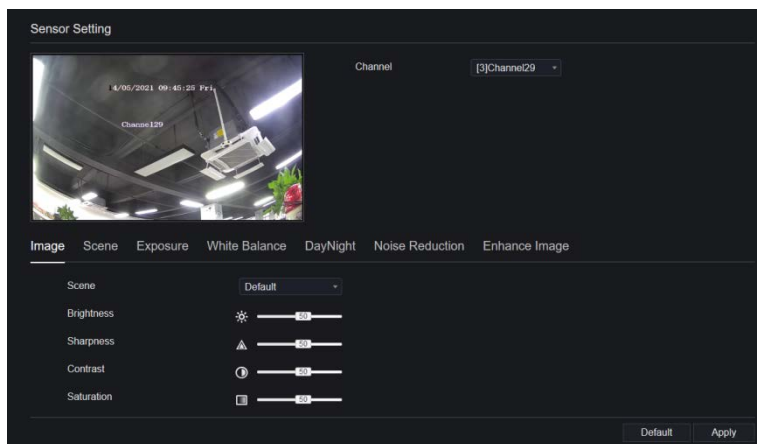 Sensor Setting
14/05/2021 09:45:25 Fri.
Channel29
Channel [3]Channel29
Image Scene Exposure White Balance DayNight Noise Reduction Enhance Image
Scene Default
Brightness 50
Sharpness 50
Contrast 50
Saturation 50
Default Apply